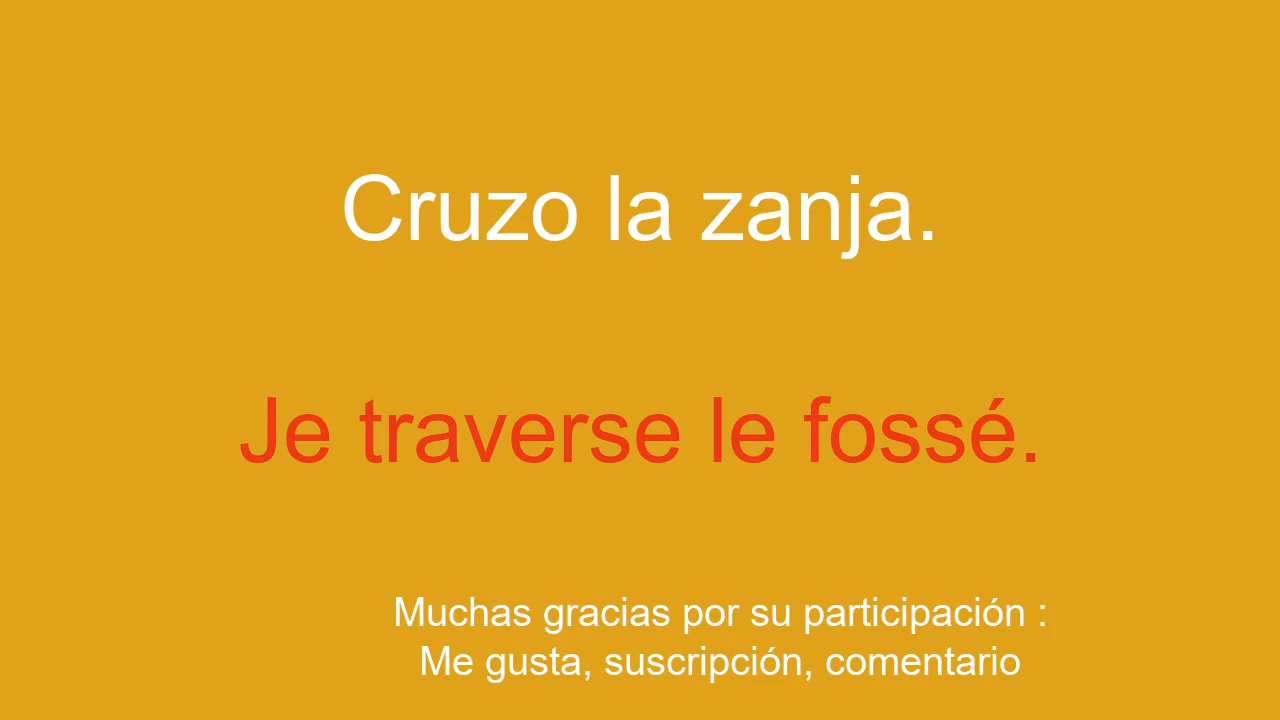 Cruzo la zanja.
Je traverse le fossé.
Muchas gracias por su participación :
Me gusta, suscripción, comentario